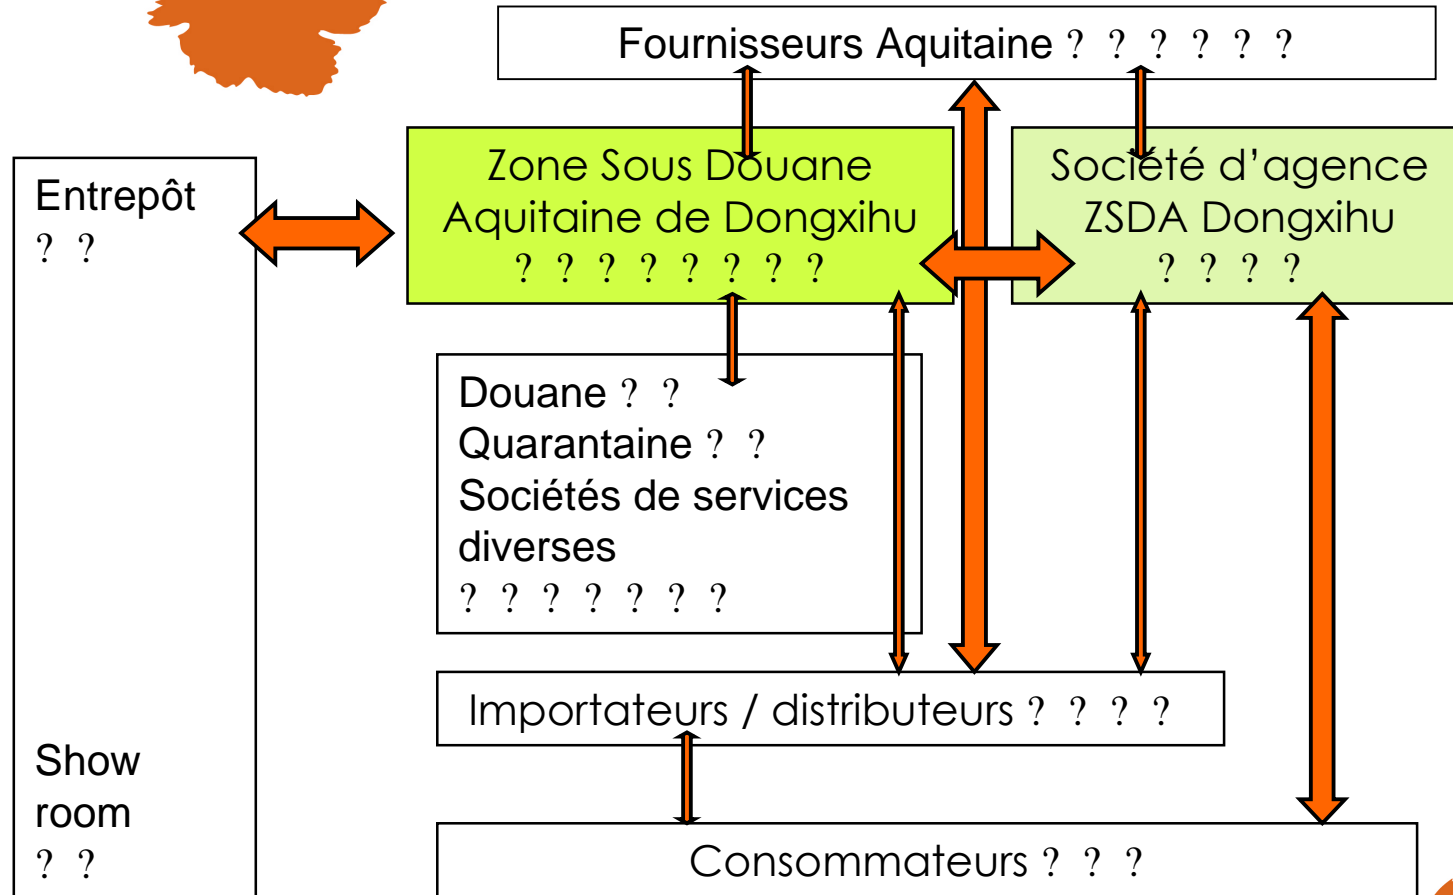 Fournisseurs Aquitaine ? ? ? ? ? ?
Entrepôt
? ?
Zone Sous Douane
Aquitaine de Dongxihu
? ? ? ? ? ? ? ?
Société d’agence
ZSDA Dongxihu
? ? ? ?
Douane ? ?
Quarantaine ? ?
Sociétés de services
diverses
? ? ? ? ? ? ?
Importateurs / distributeurs ? ? ? ?
Show
room
? ?
Consommateurs ? ? ?